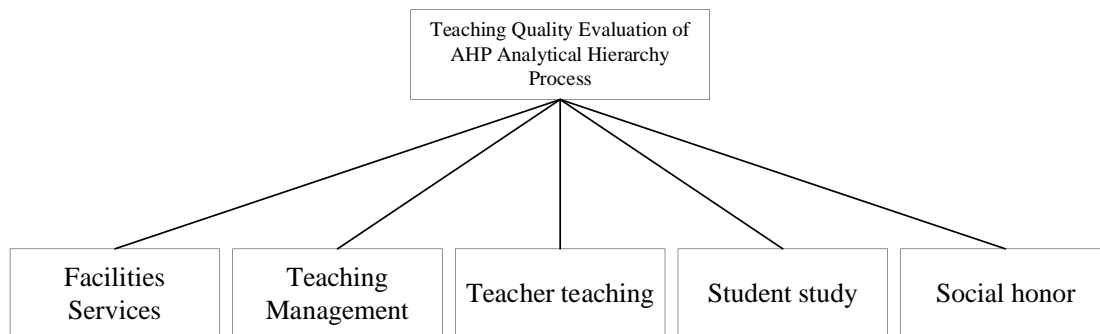 Teaching Quality Evaluation of
AHP Analytical Hierarchy
Process
Facilities
Services
Teaching
Management
Teacher teaching
Student study
Social honor